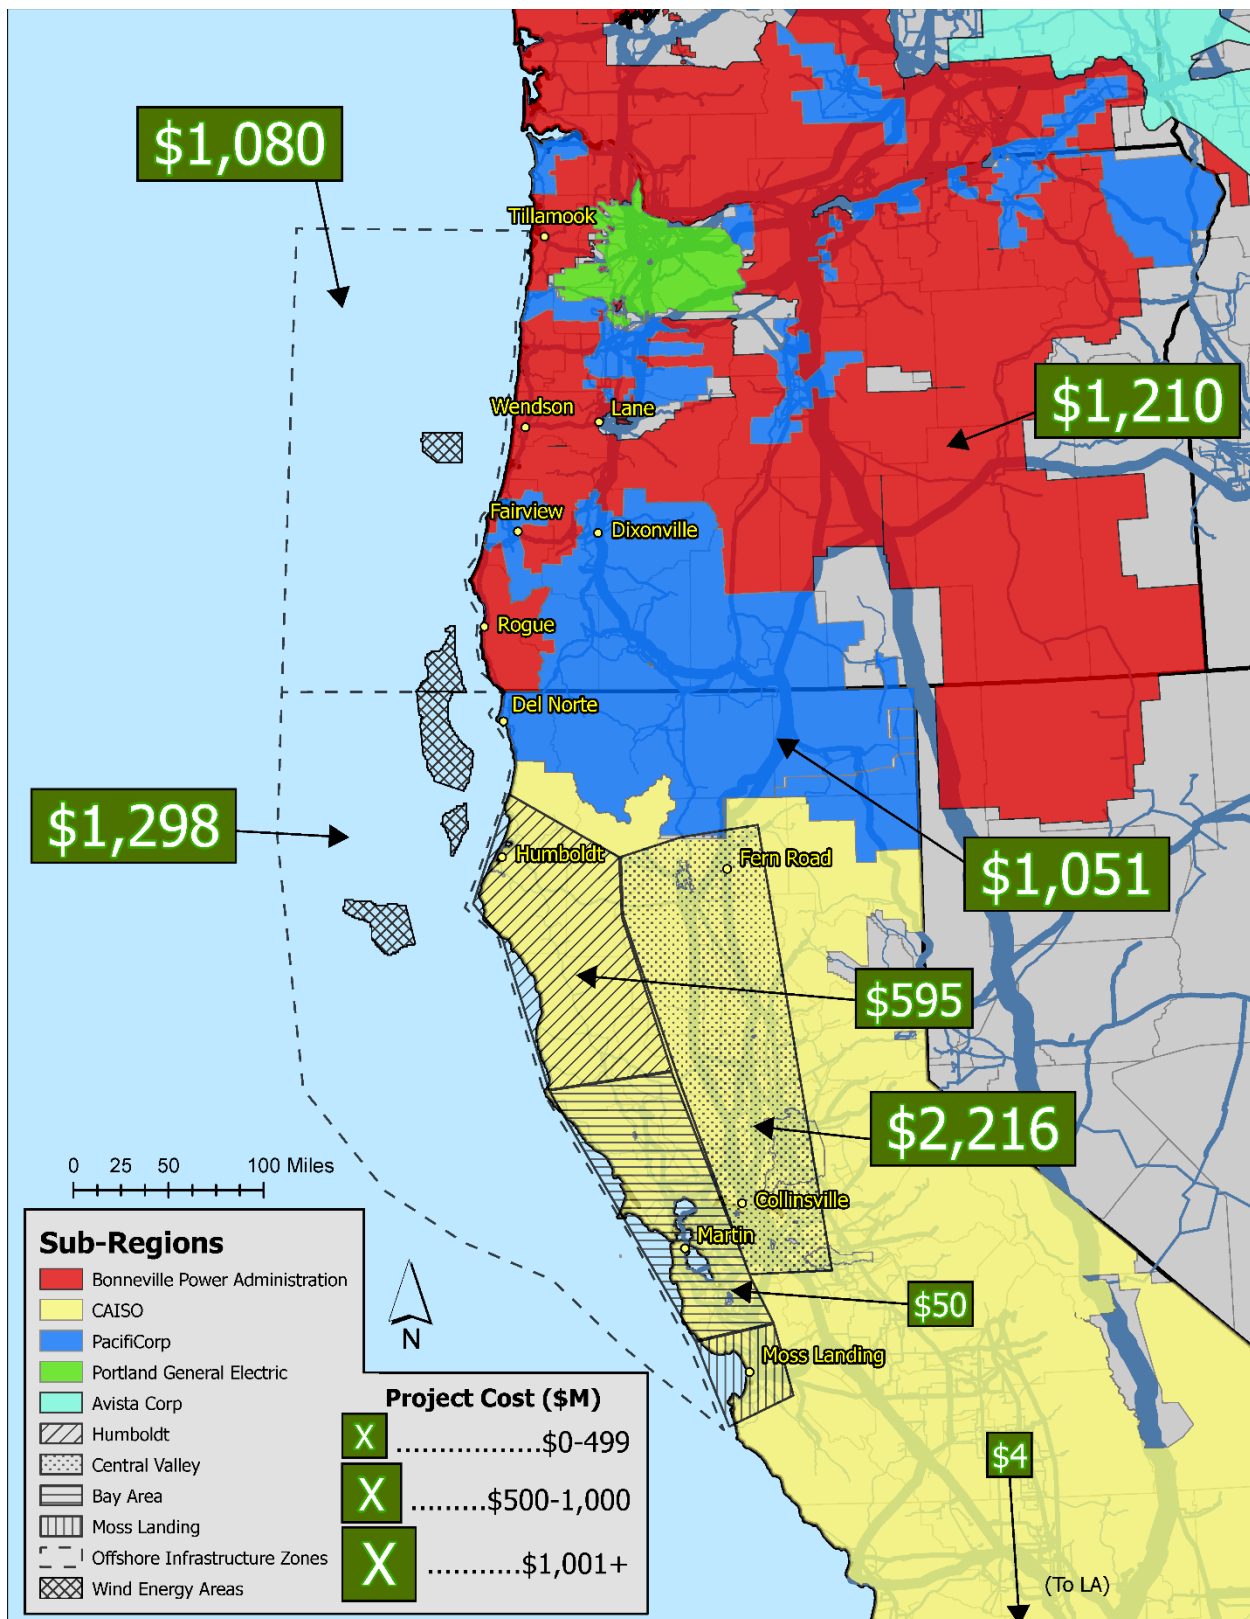 $1,080
Tillamook
$1,210
Wendson
Lane
Fairview
Dixonville
Rogue
Del Norte
$1,298
Humboldt
Fern Road
$1,051
$595
$2,216
0 25 50 100 Miles
Collinsville
Martin
$50
Moss Landing
$4
(To LA)
N
Sub-Regions
Bonneville Power Administration
CAISO
PacifiCorp
Portland General Electric
Avista Corp
Humboldt
Central Valley
Bay Area
Moss Landing
Offshore Infrastructure Zones
Wind Energy Areas
Project Cost ($M)
X ..................$0-499
X .........$500-1,000
X ...........$1,001+